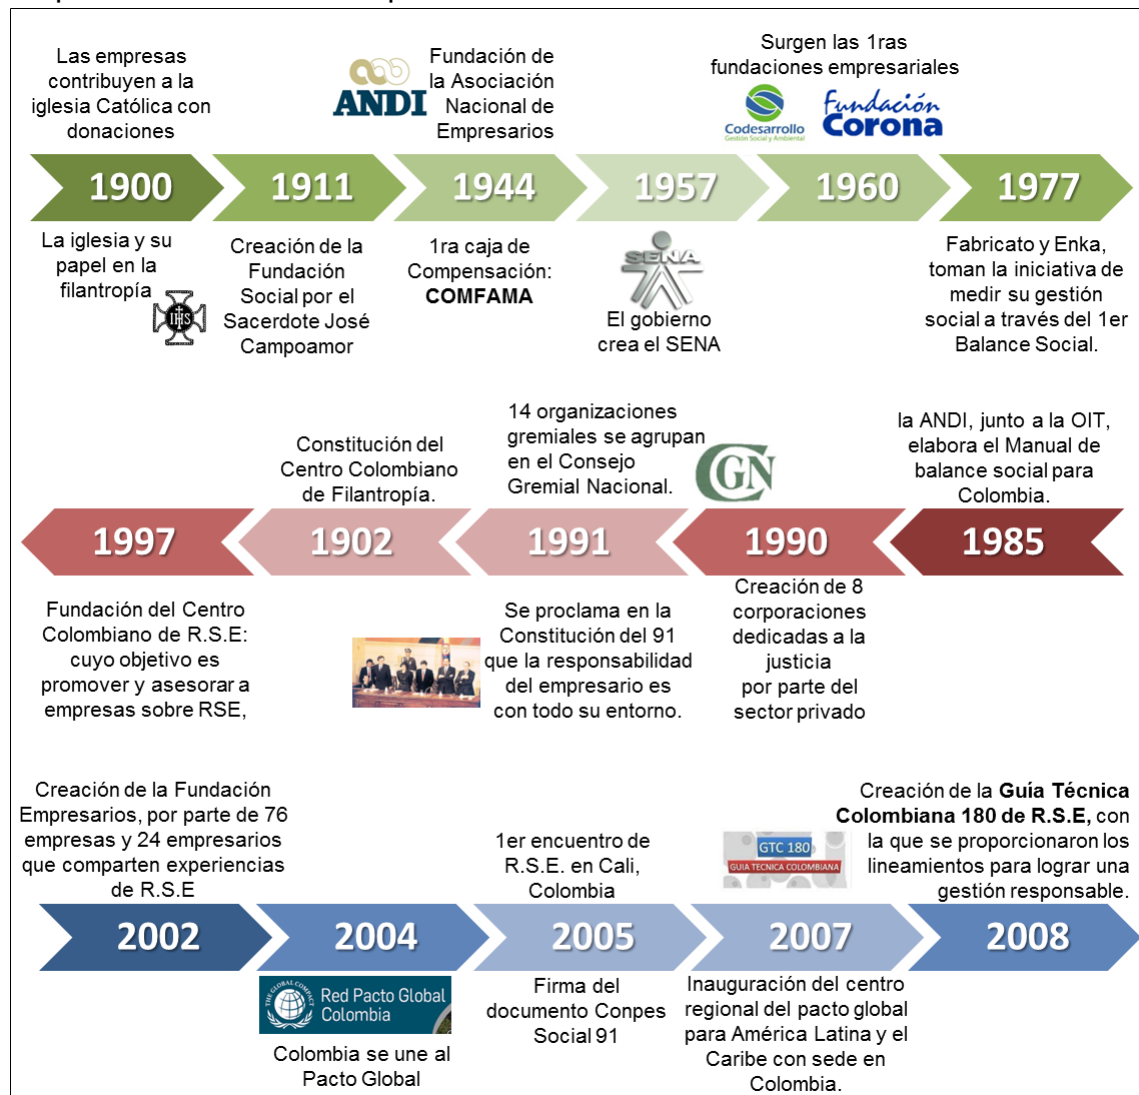 Las empresas
contribuyen a la
iglesia Católica con
donaciones
ANDI
Fundación de
la Asociación
Nacional de
Empresarios
Surgen las 1ras
fundaciones empresariales
Codesarrollo
Gestión Social y Ambiental
Fundación
Corona
1900
1911
1944
1957
1960
1977
La iglesia y su
papel en la
filantropía
IHS
Creación de la
Fundación
Social por el
Sacerdote José
Campoamor
1ra caja de
Compensación:
COMFAMA
SENA
El gobierno
crea el SENA
Fabricato y Enka,
toman la iniciativa de
medir su gestión
social a través del 1er
Balance Social.
Constitución del
Centro Colombiano
de Filantropía.
14 organizaciones
gremiales se agrupan
en el Consejo
Gremial Nacional.
CGN
la ANDI, junto a la OIT,
elabora el Manual de
balance social para
Colombia.
1997
1902
1991
1990
1985
Fundación del Centro
Colombiano de R.S.E:
cuyo objetivo es
promover y asesorar a
empresas sobre RSE,
Se proclama en la
Constitución del 91
que la responsabilidad
del empresario es
con todo su entorno.
Creación de 8
corporaciones
dedicadas a la
justicia
por parte del
sector privado
Creación de la Fundación
Empresarios, por parte de 76
empresas y 24 empresarios
que comparten experiencias
de R.S.E
1er encuentro de
R.S.E. en Cali,
Colombia
GTC 180
GUIA TECNICA COLOMBIANA
Creación de la Guía Técnica
Colombiana 180 de R.S.E, con
la que se proporcionaron los
lineamientos para lograr una
gestión responsable.
2002
2004
2005
2007
2008
THE GLOBAL COMPACT
Red Pacto Global
Colombia
Colombia se une al
Pacto Global
Firma del
documento Conpes
Social 91
Inauguración del centro
regional del pacto global
para América Latina y el
Caribe con sede en
Colombia.